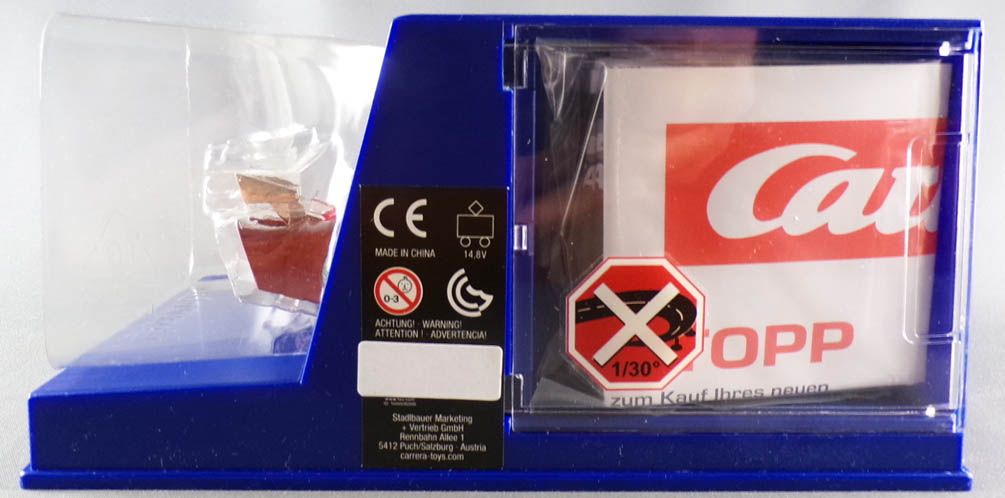 CE
MADE IN CHINA
14,8V
0-3
ACHTUNG! · WARNING!
ATTENTION ! · ADVERTENCIA!
Stadlbauer Marketing
+ Vertrieb GmbH
Rennbahn Allee 1
5412 Puch/Salzburg · Austria
carrera-toys.com
Car
TOPP
1/30°
zum Kauf Ihres neuen